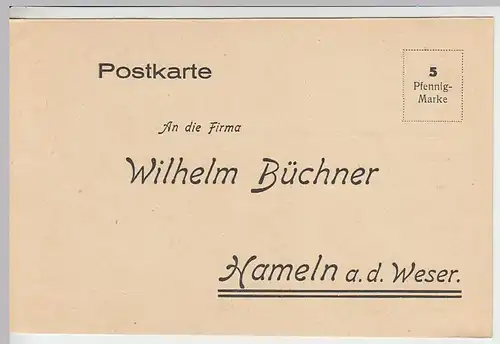 Postkarte
5
Pfennig-
Marke
An die Firma
Wilhelm Büchner
Hameln a.d. Weser.